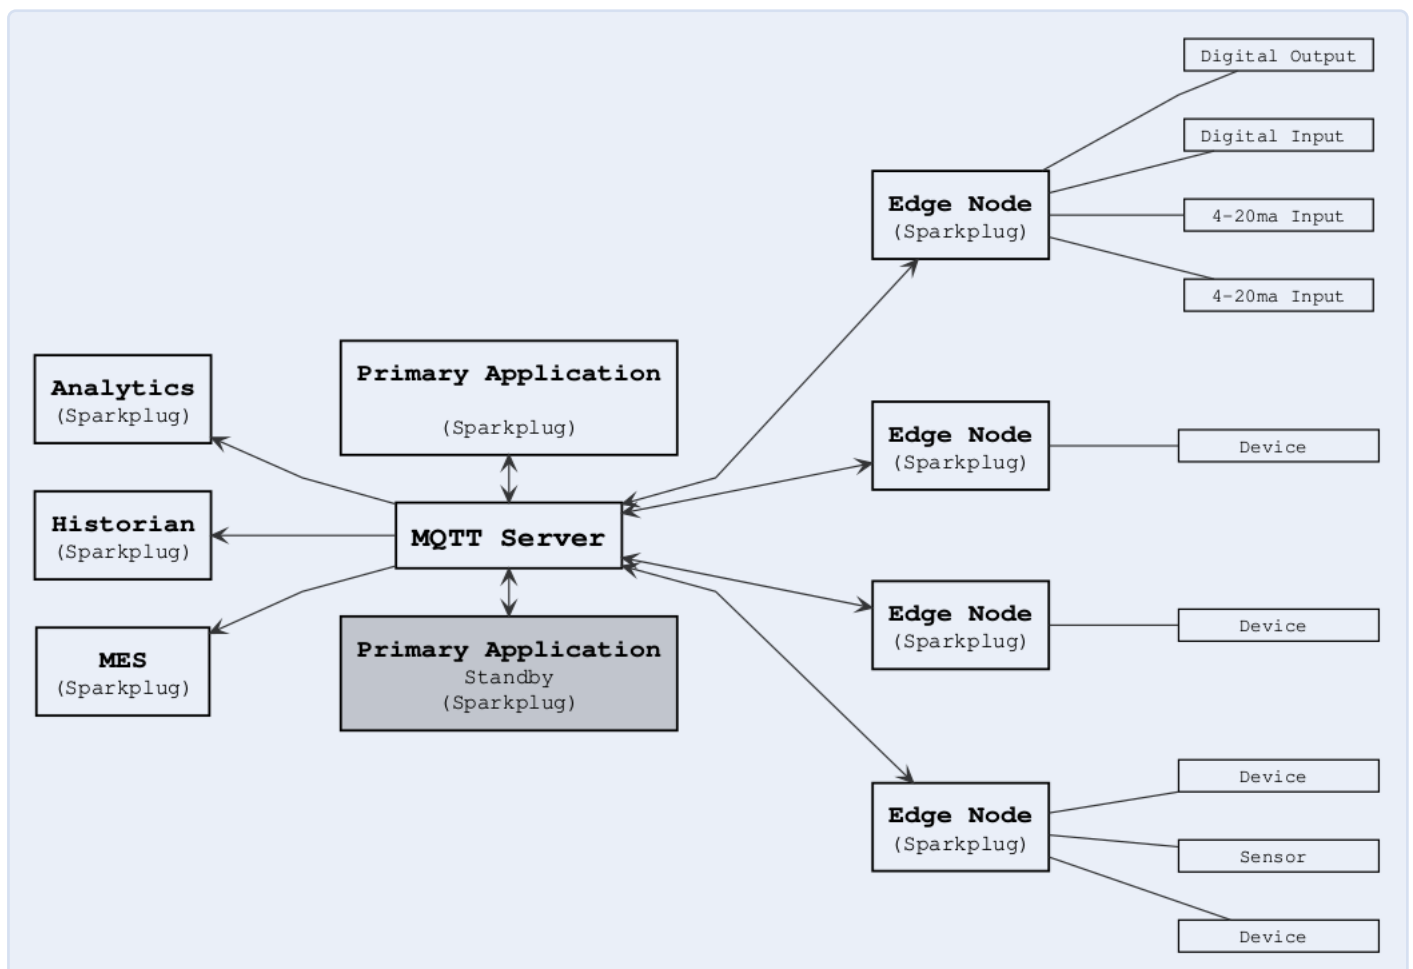 Digital Output
Digital Input
Edge Node
(Sparkplug)
4-20ma Input
4-20ma Input
Analytics
(Sparkplug)
Primary Application
(Sparkplug)
Edge Node
(Sparkplug)
Device
Historian
(Sparkplug)
MQTT Server
Edge Node
(Sparkplug)
Device
MES
(Sparkplug)
Primary Application
Standby
(Sparkplug)
Edge Node
(Sparkplug)
Device
Sensor
Device